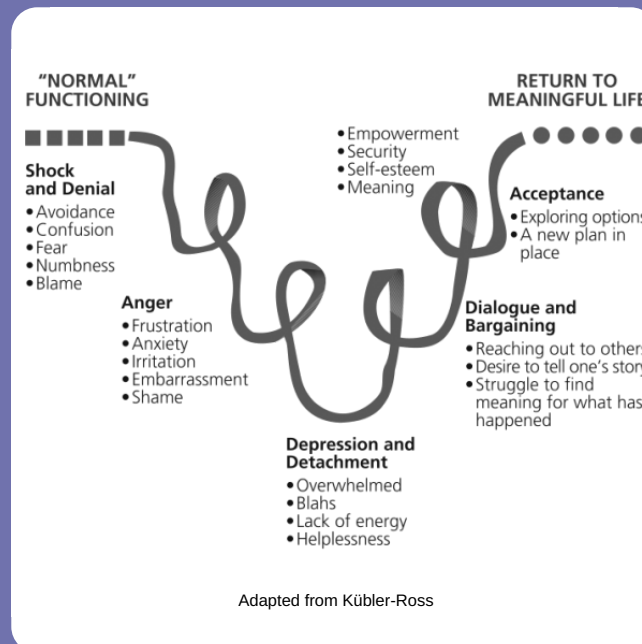 “NORMAL”
FUNCTIONING
RETURN TO
MEANINGFUL LIFE
Shock
and Denial
•Avoidance
•Confusion
•Fear
•Numbness
•Blame
Anger
•Frustration
•Anxiety
•Irritation
•Embarrassment
•Shame
Depression and
Detachment
•Overwhelmed
•Blahs
•Lack of energy
•Helplessness
Dialogue and
Bargaining
•Reaching out to others
•Desire to tell one’s story
•Struggle to find
meaning for what has
happened
Acceptance
•Exploring options
•A new plan in
place
•Empowerment
•Security
•Self-esteem
•Meaning
Adapted from Kübler-Ross